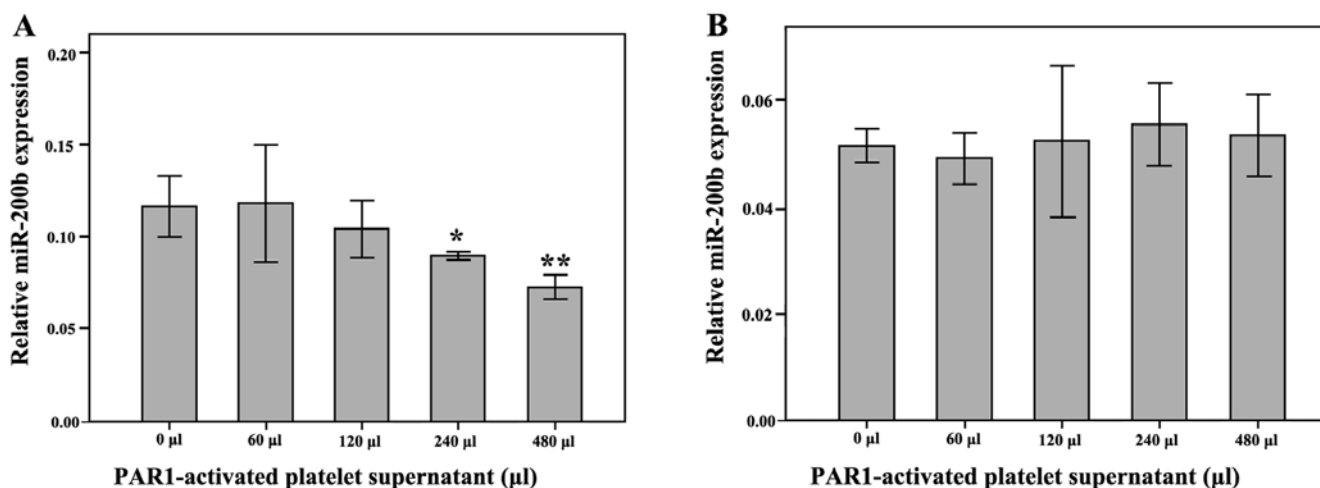 A
Relative miR-200b expression
0.20
0.15
0.10
0.05
0.00
*
**
0 µl
60 µl
120 µl
240 µl
480 µl
PAR1-activated platelet supernatant (µl)
B
Relative miR-200b expression
0.06
0.04
0.02
0.00
0 µl
60 µl
120 µl
240 µl
480 µl
PAR1-activated platelet supernatant (µl)